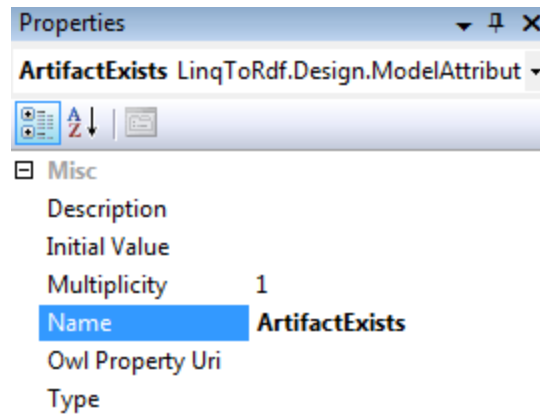 Properties
ArtifactExists LinqToRdf.Design.ModelAttribut
Misc
Description
Initial Value
Multiplicity 1
Name ArtifactExists
Owl Property Uri
Type